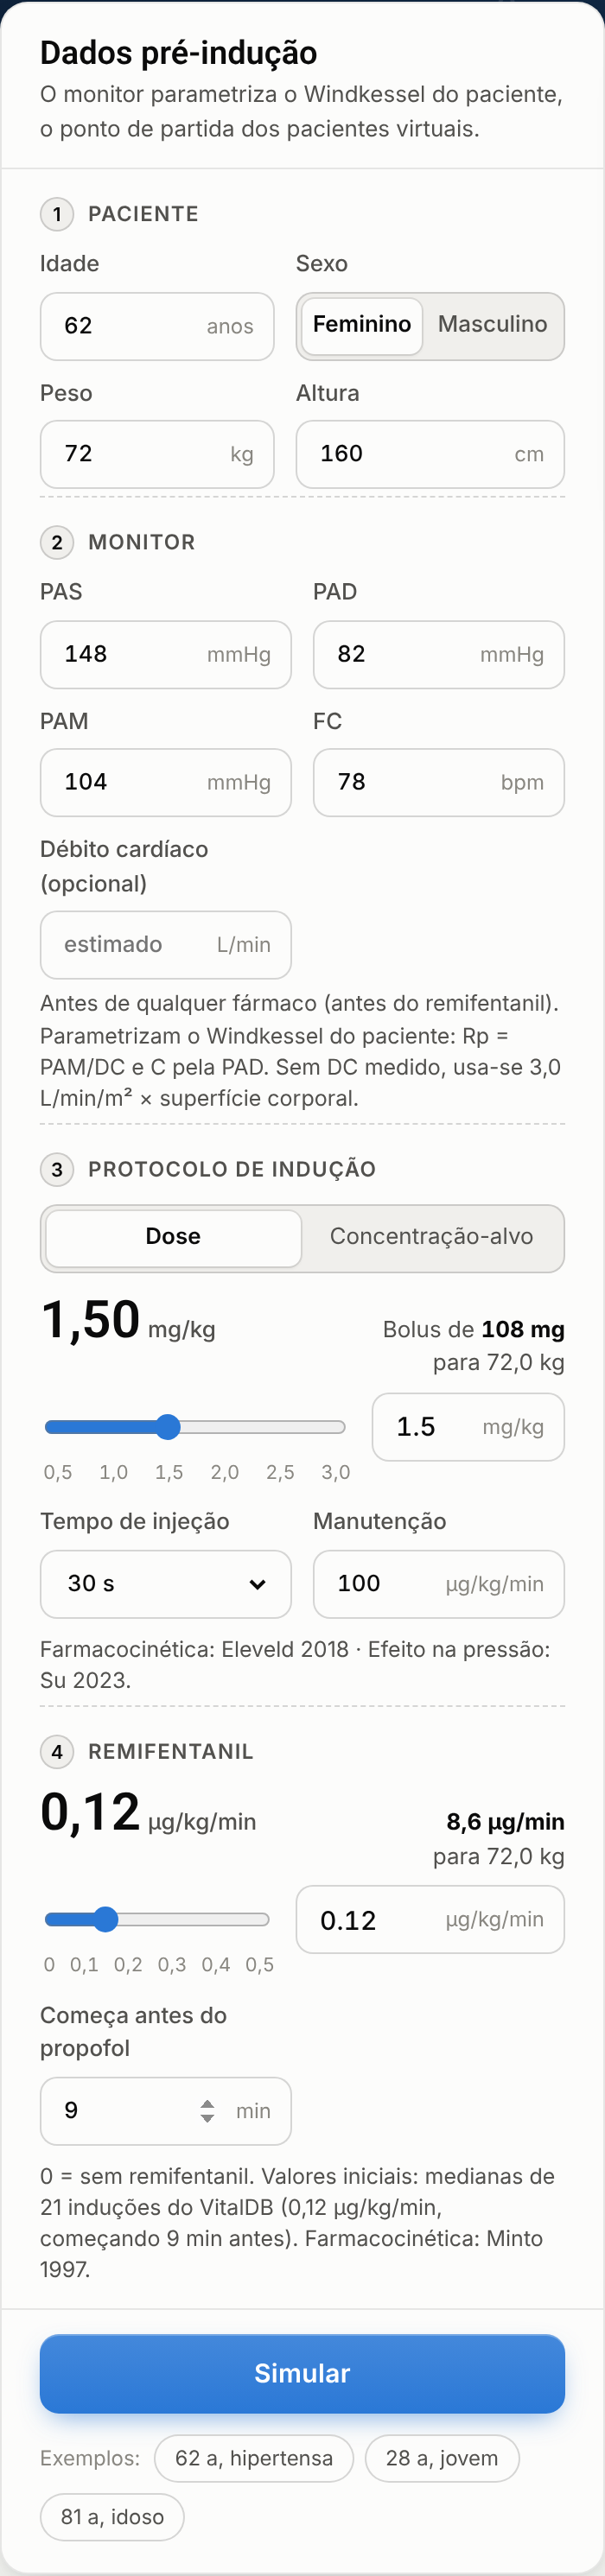 Dados pré-indução
O monitor parametriza o Windkessel do paciente,
o ponto de partida dos pacientes virtuais.
1 PACIENTE
Idade Sexo
62 anos Feminino Masculino
Peso Altura
72 kg 160 cm
2 MONITOR
PAS PAD
148 mmHg 82 mmHg
PAM FC
104 mmHg 78 bpm
Débito cardíaco
(opcional)
estimado L/min
Antes de qualquer fármaco (antes do remifentanil).
Parametrizam o Windkessel do paciente: Rp =
PAM/DC e C pela PAD. Sem DC medido, usa-se 3,0
L/min/m² × superfície corporal.
3 PROTOCOLO DE INDUÇÃO
Dose Concentração-alvo
1,50 mg/kg Bolus de 108 mg
para 72,0 kg
1.5 mg/kg
0,5 1,0 1,5 2,0 2,5 3,0
Tempo de injeção Manutenção
30 s 100 µg/kg/min
Farmacocinética: Eleveld 2018 · Efeito na pressão:
Su 2023.
4 REMIFENTANIL
0,12 µg/kg/min 8,6 µg/min
para 72,0 kg
0.12 µg/kg/min
0 0,1 0,2 0,3 0,4 0,5
Começa antes do
propofol
9 min
0 = sem remifentanil. Valores iniciais: medianas de
21 induções do VitalDB (0,12 µg/kg/min,
começando 9 min antes). Farmacocinética: Minto
1997.
Simular
Exemplos: 62 a, hipertensa 28 a, jovem
81 a, idoso